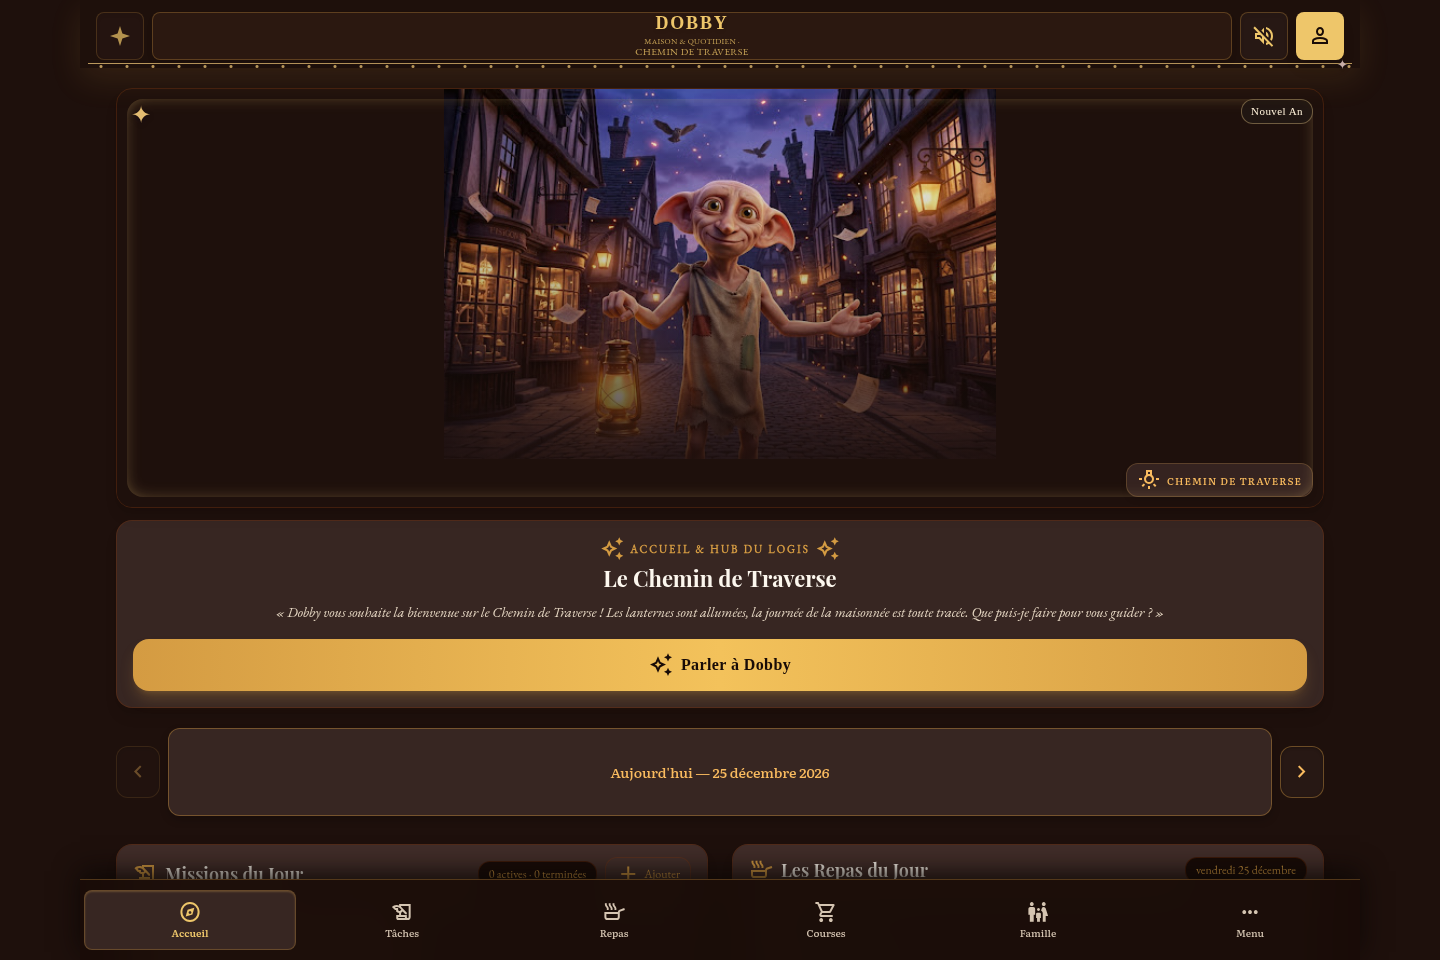 DOBBY
MAISON & QUOTIDIEN ·
CHEMIN DE TRAVERSE
Nouvel An
CHEMIN DE TRAVERSE
ACCUEIL & HUB DU LOGIS
Le Chemin de Traverse
« Dobby vous souhaite la bienvenue sur le Chemin de Traverse ! Les lanternes sont allumées, la journée de la maisonnée est toute tracée. Que puis-je faire pour vous guider ? »
Parler à Dobby
Aujourd'hui — 25 décembre 2026
Missions du Jour
0 actives · 0 terminées
Ajouter
Les Repas du Jour
vendredi 25 décembre
Accueil
Tâches
Repas
Courses
Famille
Menu